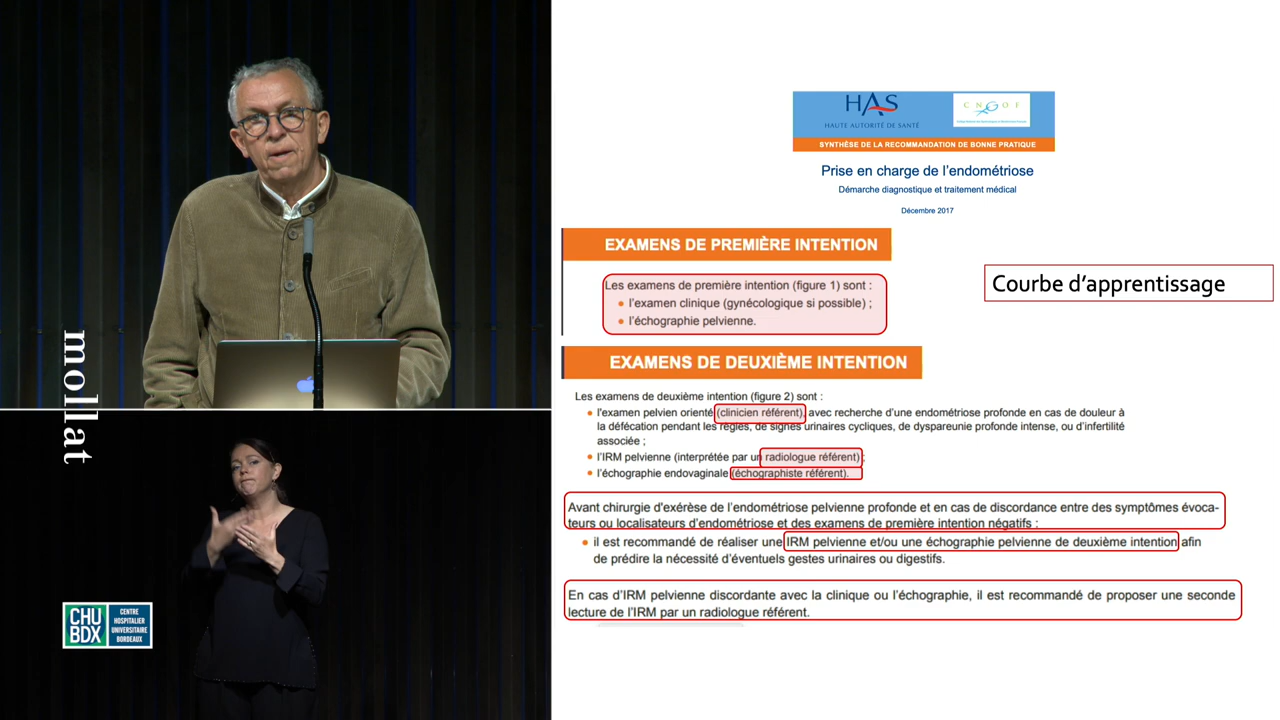 mollat
CHU
BDX
CENTRE
HOSPITALIER
UNIVERSITAIRE
BORDEAUX
HAS
HAUTE AUTORITÉ DE SANTÉ
CNGOF
SYNTHÈSE DE LA RECOMMANDATION DE BONNE PRATIQUE
Prise en charge de l’endométriose
Démarche diagnostique et traitement médical
Décembre 2017
EXAMENS DE PREMIÈRE INTENTION
Les examens de première intention (figure 1) sont :
• l’examen clinique (gynécologique si possible) ;
• l’échographie pelvienne.
Courbe d’apprentissage
EXAMENS DE DEUXIÈME INTENTION
Les examens de deuxième intention (figure 2) sont :
• l'examen pelvien orienté (clinicien référent), avec recherche d’une endométriose profonde en cas de douleur à
la défécation pendant les règles, de signes urinaires cycliques, de dyspareunie profonde intense, ou d’infertilité
associée ;
• l’IRM pelvienne (interprétée par un radiologue référent) ;
• l’échographie endovaginale (échographiste référent).
Avant chirurgie d'exérèse de l’endométriose pelvienne profonde et en cas de discordance entre des symptômes évoca-
teurs ou localisateurs d’endométriose et des examens de première intention négatifs :
• il est recommandé de réaliser une IRM pelvienne et/ou une échographie pelvienne de deuxième intention afin
de prédire la nécessité d’éventuels gestes urinaires ou digestifs.
En cas d’IRM pelvienne discordante avec la clinique ou l’échographie, il est recommandé de proposer une seconde
lecture de l’IRM par un radiologue référent.